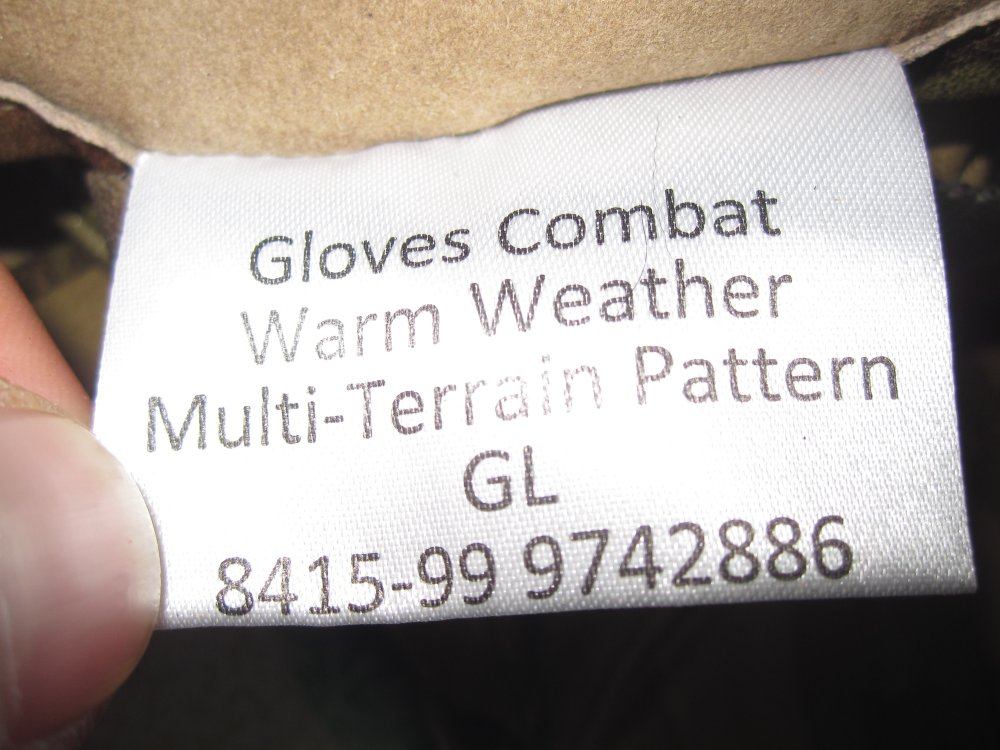 Gloves Combat
Warm Weather
Multi-Terrain Pattern
GL
8415-99 9742886